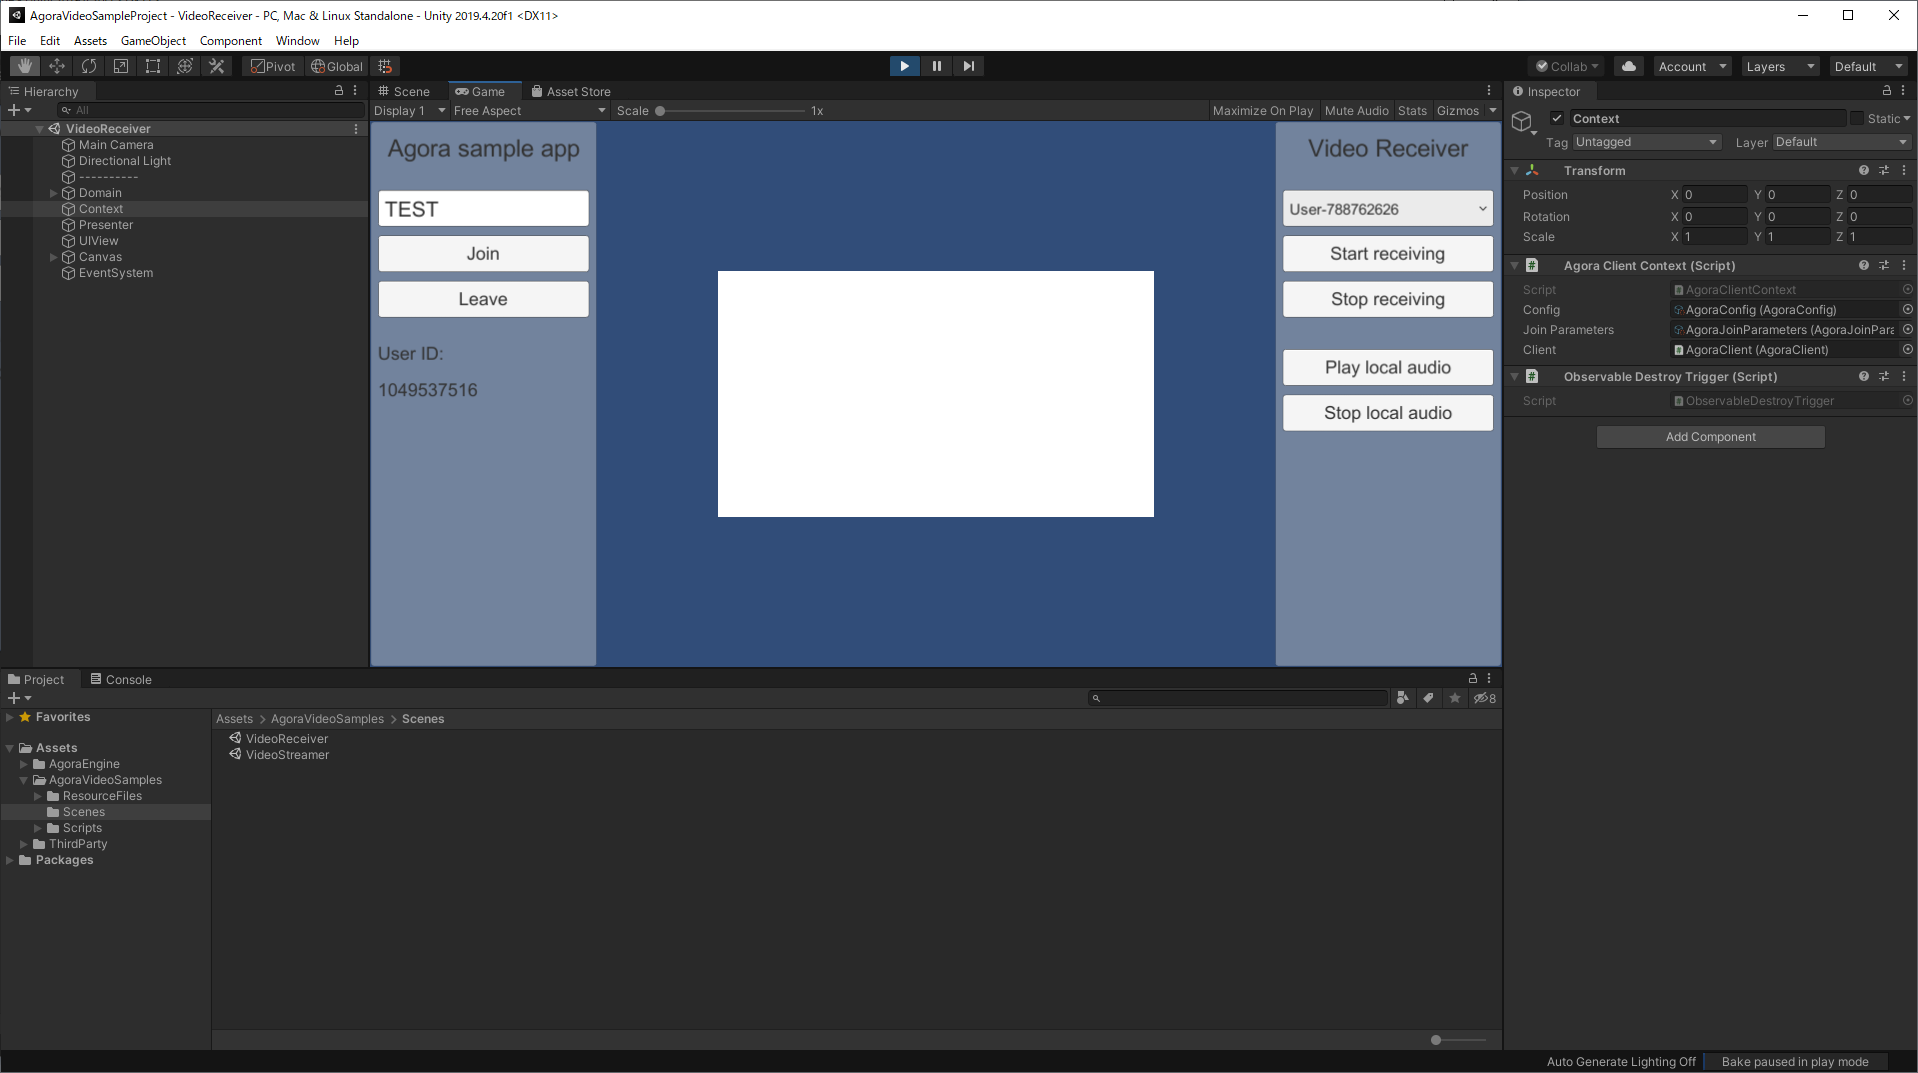 AgoraVideoSampleProject - VideoReceiver - PC, Mac & Linux Standalone - Unity 2019.4.20f1 <DX11>
File Edit Assets GameObject Component Window Help
Pivot Global Collab Account Layers Default
Hierarchy
All
VideoReceiver
Main Camera
Directional Light
----------
Domain
Context
Presenter
UIView
Canvas
EventSystem
Scene Game Asset Store
Display 1 Free Aspect Scale 1x Maximize On Play Mute Audio Stats Gizmos
Agora sample app
TEST
Join
Leave
User ID:
1049537516
Video Receiver
User-788762626
Start receiving
Stop receiving
Play local audio
Stop local audio
Inspector
Context Static
Tag Untagged Layer Default
Transform
Position X 0 Y 0 Z 0
Rotation X 0 Y 0 Z 0
Scale X 1 Y 1 Z 1
Agora Client Context (Script)
Script AgoraClientContext
Config AgoraConfig (AgoraConfig)
Join Parameters AgoraJoinParameters (AgoraJoinPara
Client AgoraClient (AgoraClient)
Observable Destroy Trigger (Script)
Script ObservableDestroyTrigger
Add Component
Project Console
8
Favorites
Assets
AgoraEngine
AgoraVideoSamples
ResourceFiles
Scenes
Scripts
ThirdParty
Packages
Assets > AgoraVideoSamples > Scenes
VideoReceiver
VideoStreamer
Auto Generate Lighting Off Bake paused in play mode